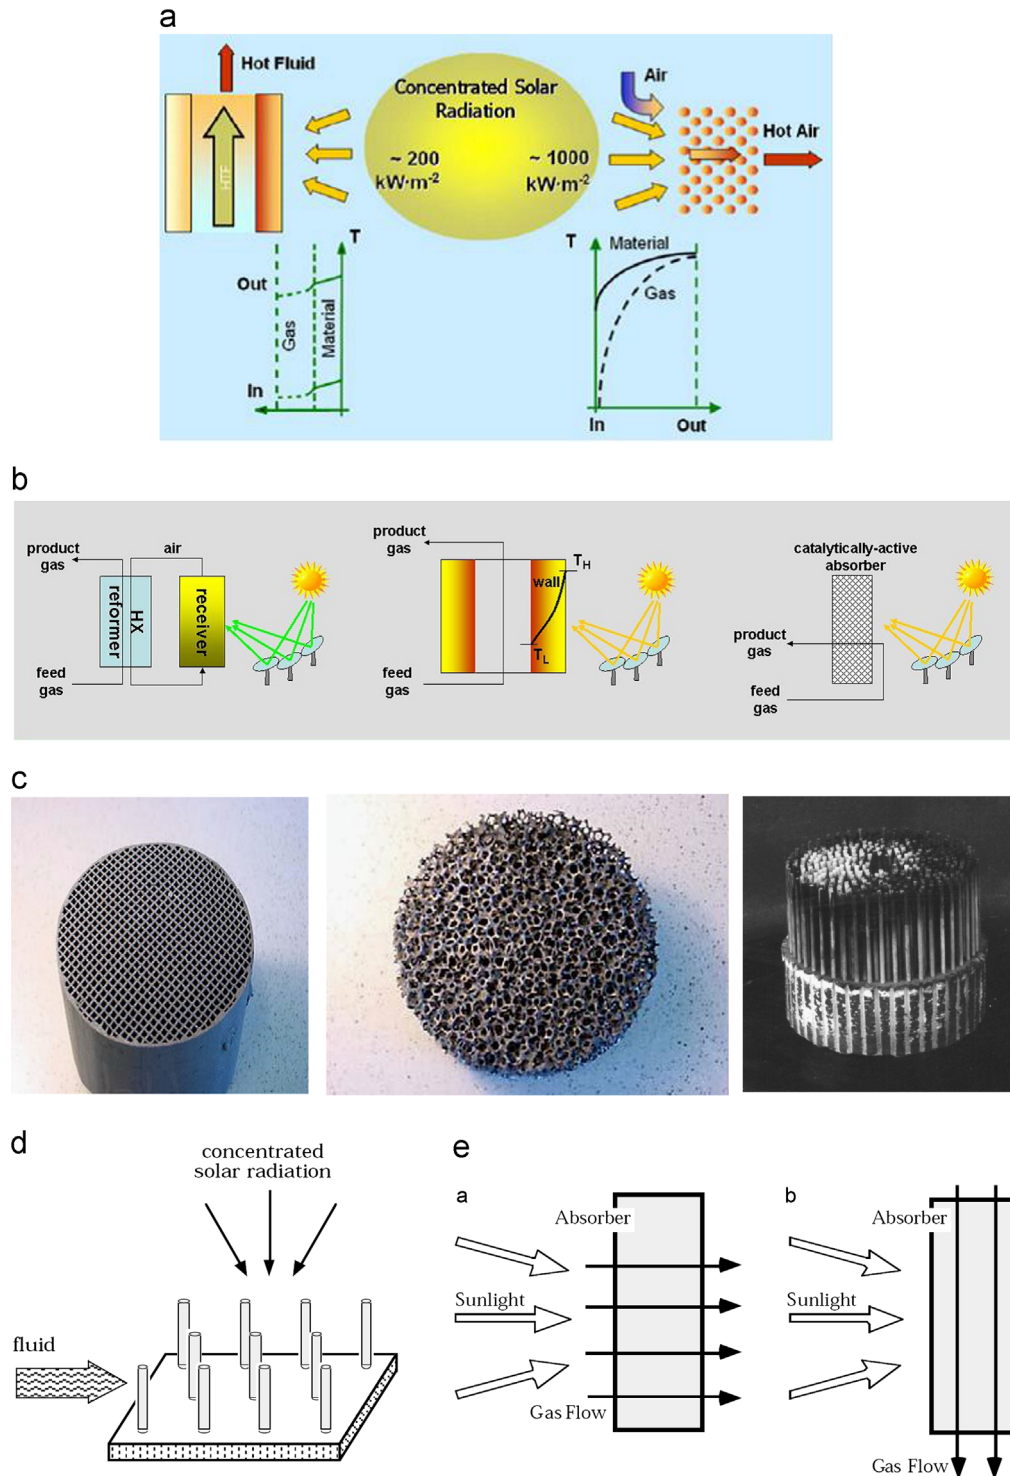 a
Hot Fluid
HTF
Concentrated Solar
Radiation
~ 200
kW·m-2
~ 1000
kW·m-2
Air
Hot Air
T
Out
Gas
Material
In
T
Material
Gas
In
Out
b
product
gas
air
HX
reformer
receiver
feed
gas
product
gas
wall
TH
TL
feed
gas
catalytically-active
absorber
product
gas
feed
gas
c
d
concentrated
solar radiation
fluid
e
a
Absorber
Sunlight
Gas Flow
b
Absorber
Sunlight
Gas Flow